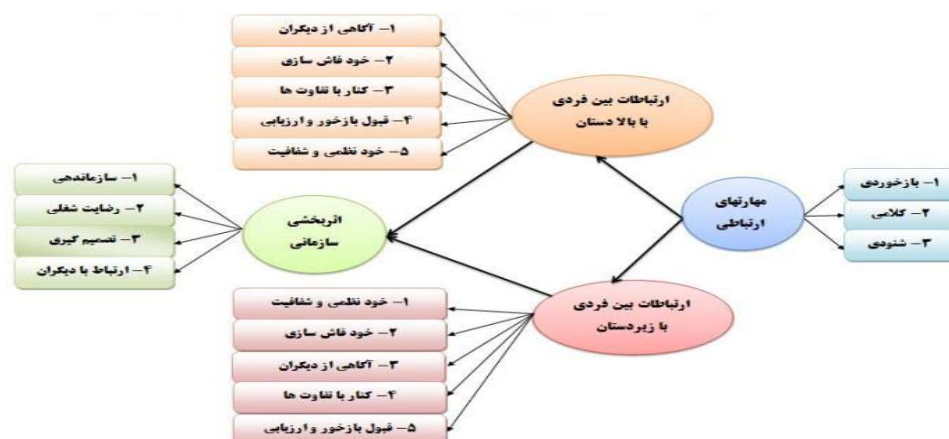 ۱– آگاهی از دیگران
۲– خود فاش سازی
۳– کنار با تفاوت ها
۴– قبول بازخور و ارزیابی
۵– خود نظمی و شفافیت
ارتباطات بین فردی
با بالا دستان
مهارتهای
ارتباطی
۱– بازخوردی
۲– کلامی
۳– شنودی
اثربخشی
سازمانی
۱– سازماندهی
۲– رضایت شغلی
۳– تصمیم گیری
۴– ارتباط با دیگران
ارتباطات بین فردی
با زیردستان
۱– خود نظمی و شفافیت
۲– خود فاش سازی
۳– آگاهی از دیگران
۴– کنار با تفاوت ها
۵– قبول بازخور و ارزیابی